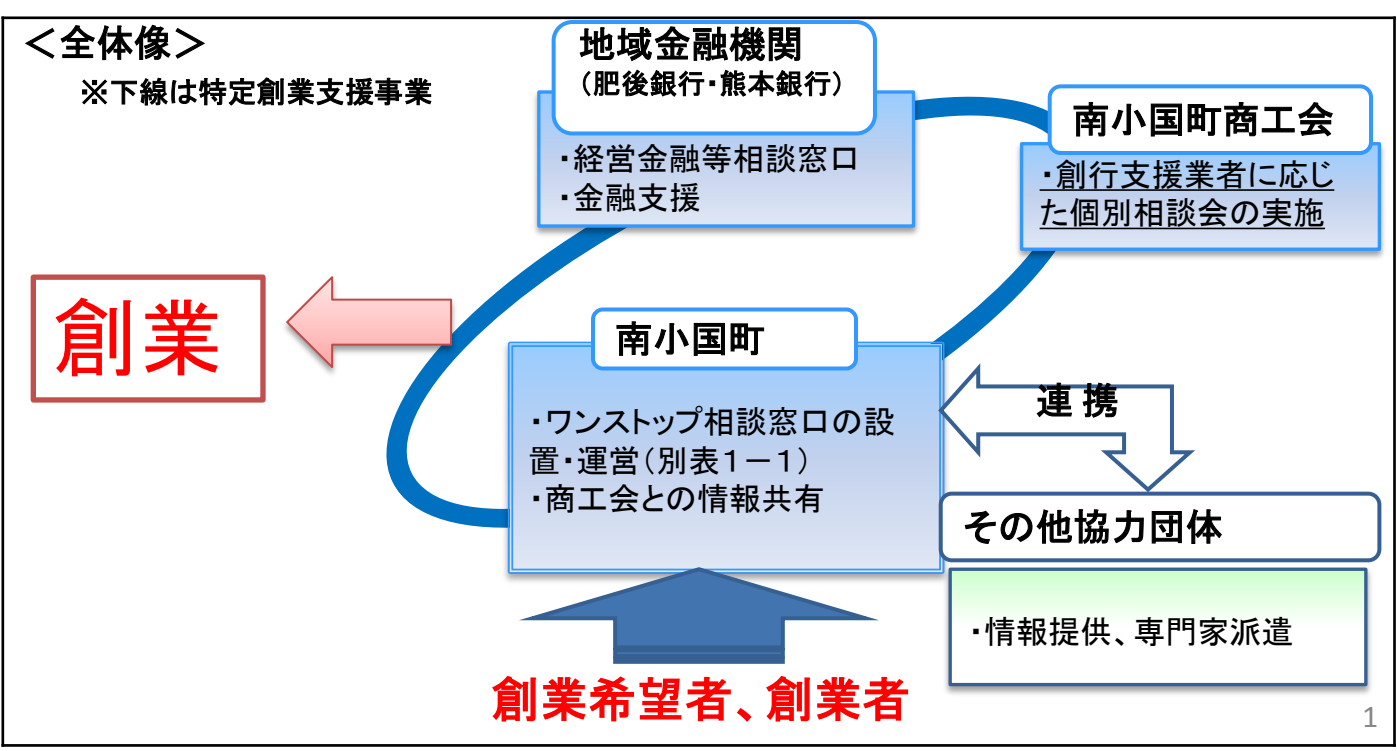 ＜全体像＞
※下線は特定創業支援事業
地域金融機関
（肥後銀行・熊本銀行）
・経営金融等相談窓口
・金融支援
南小国町商工会
・創行支援業者に応じ
た個別相談会の実施
創業
南小国町
・ワンストップ相談窓口の設
置・運営（別表１－１）
・商工会との情報共有
連 携
その他協力団体
・情報提供、専門家派遣
創業希望者、創業者
1